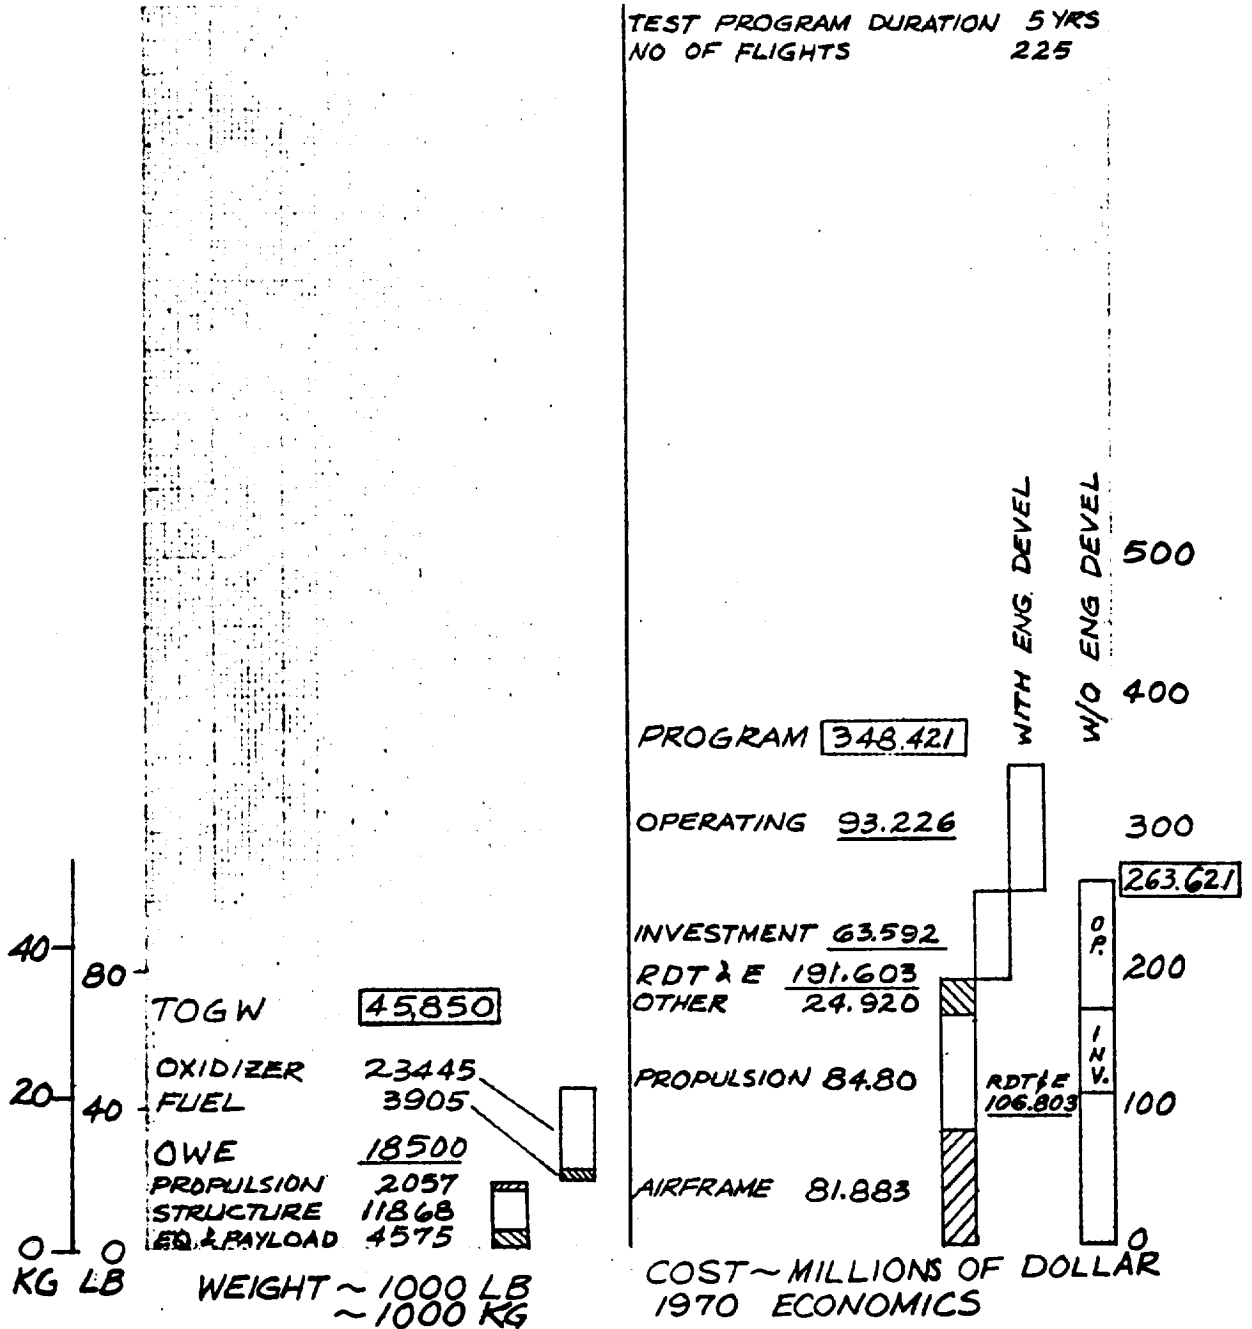 TEST PROGRAM DURATION 5 YRS
NO OF FLIGHTS 225
WITH ENG. DEVEL
W/O ENG DEVEL
500
400
300
200
100
0
PROGRAM 348.421
OPERATING 93.226
263.621
INVESTMENT 63.592
RDT & E 191.603
OTHER 24.920
PROPULSION 84.80
AIRFRAME 81.883
OP.
INV.
RDT & E
106.803
COST ~ MILLIONS OF DOLLAR
1970 ECONOMICS
40
20
0
KG
80
40
0
LB
TOGW 45,850
OXIDIZER 23445
FUEL 3905
OWE 18500
PROPULSION 2057
STRUCTURE 11868
EQ & PAYLOAD 4575
WEIGHT ~ 1000 LB
~ 1000 KG